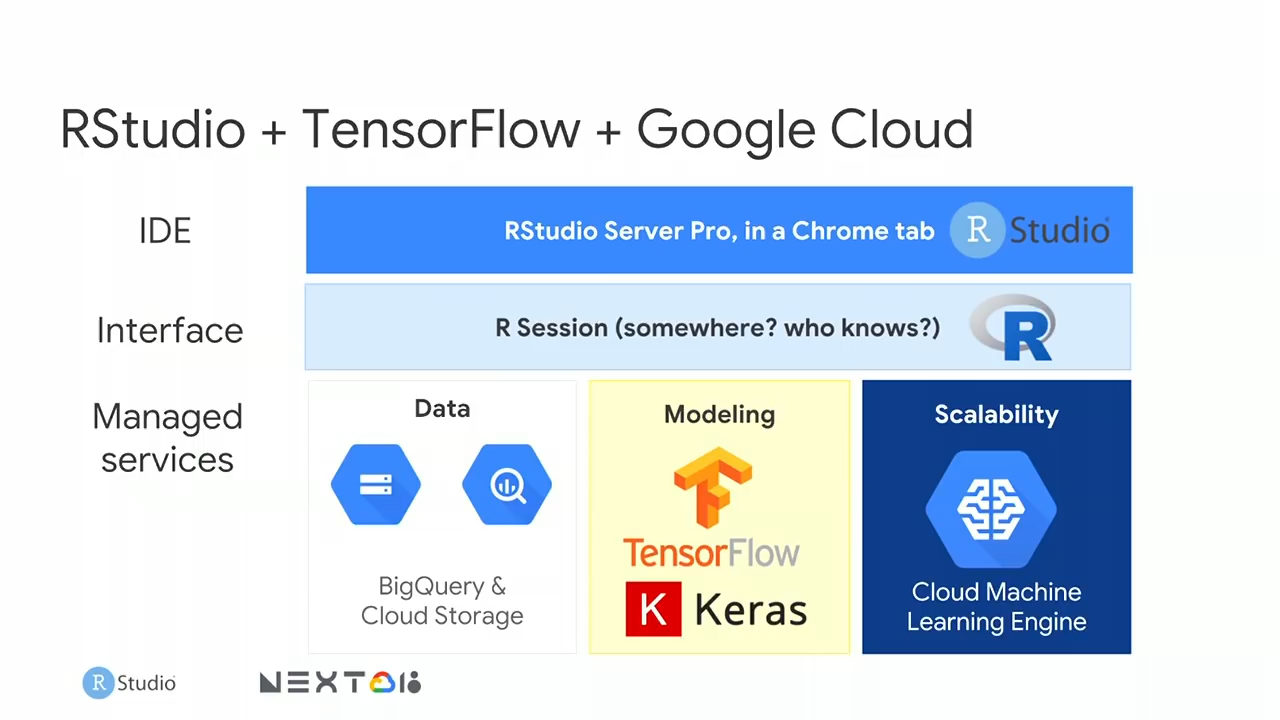 RStudio + TensorFlow + Google Cloud
IDE
RStudio Server Pro, in a Chrome tab
R Studio
Interface
R Session (somewhere? who knows?)
R
Managed
services
Data
BigQuery &
Cloud Storage
Modeling
TensorFlow
K Keras
Scalability
Cloud Machine
Learning Engine
R Studio
NEXT 18